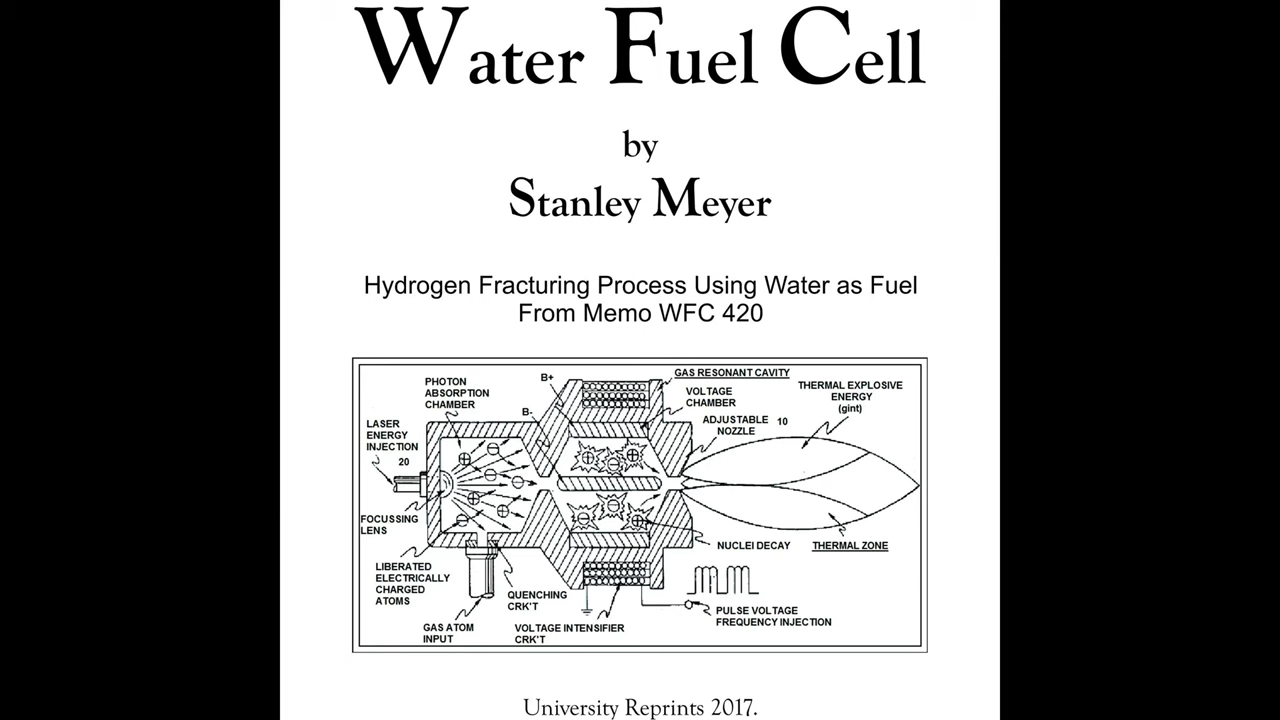 Water Fuel Cell
by
Stanley Meyer
Hydrogen Fracturing Process Using Water as Fuel
From Memo WFC 420
GAS RESONANT CAVITY
PHOTON
ABSORPTION
CHAMBER
B+
VOLTAGE
CHAMBER
THERMAL EXPLOSIVE
ENERGY
(gint)
B-
ADJUSTABLE
NOZZLE
10
LASER
ENERGY
INJECTION
20
FOCUSSING
LENS
NUCLEI DECAY
THERMAL ZONE
LIBERATED
ELECTRICALLY
CHARGED
ATOMS
QUENCHING
CRK'T
GAS ATOM
INPUT
VOLTAGE INTENSIFIER
CRK'T
PULSE VOLTAGE
FREQUENCY INJECTION
University Reprints 2017.